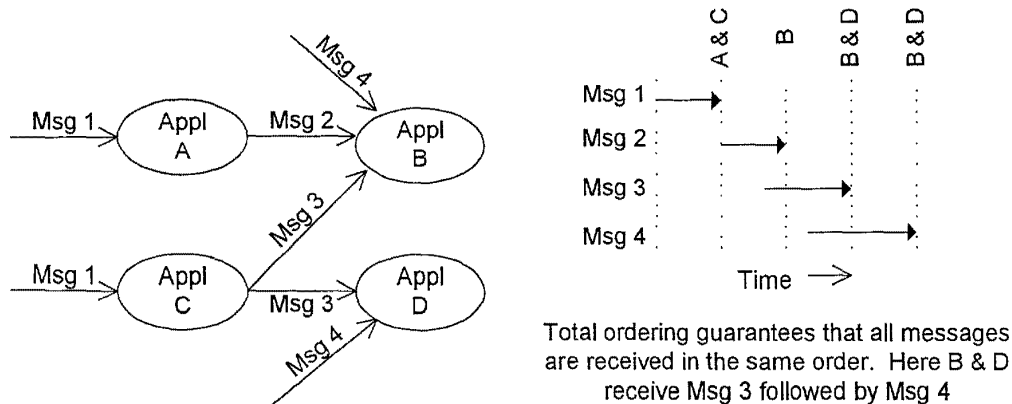 Msg 4
Msg 1
Appl
A
Msg 2
Appl
B
Msg 3
Msg 1
Appl
C
Msg 3
Appl
D
Msg 4
A & C
B
B & D
B & D
Msg 1
Msg 2
Msg 3
Msg 4
Time
Total ordering guarantees that all messages
are received in the same order. Here B & D
receive Msg 3 followed by Msg 4